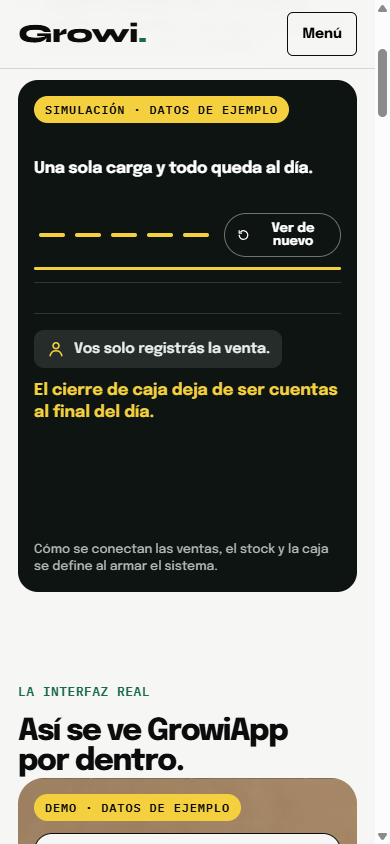 Growi.
Menú
SIMULACIÓN · DATOS DE EJEMPLO
Una sola carga y todo queda al día.
Ver de
nuevo
Vos solo registrás la venta.
El cierre de caja deja de ser cuentas
al final del día.
Cómo se conectan las ventas, el stock y la caja
se define al armar el sistema.
LA INTERFAZ REAL
Así se ve GrowiApp
por dentro.
DEMO · DATOS DE EJEMPLO